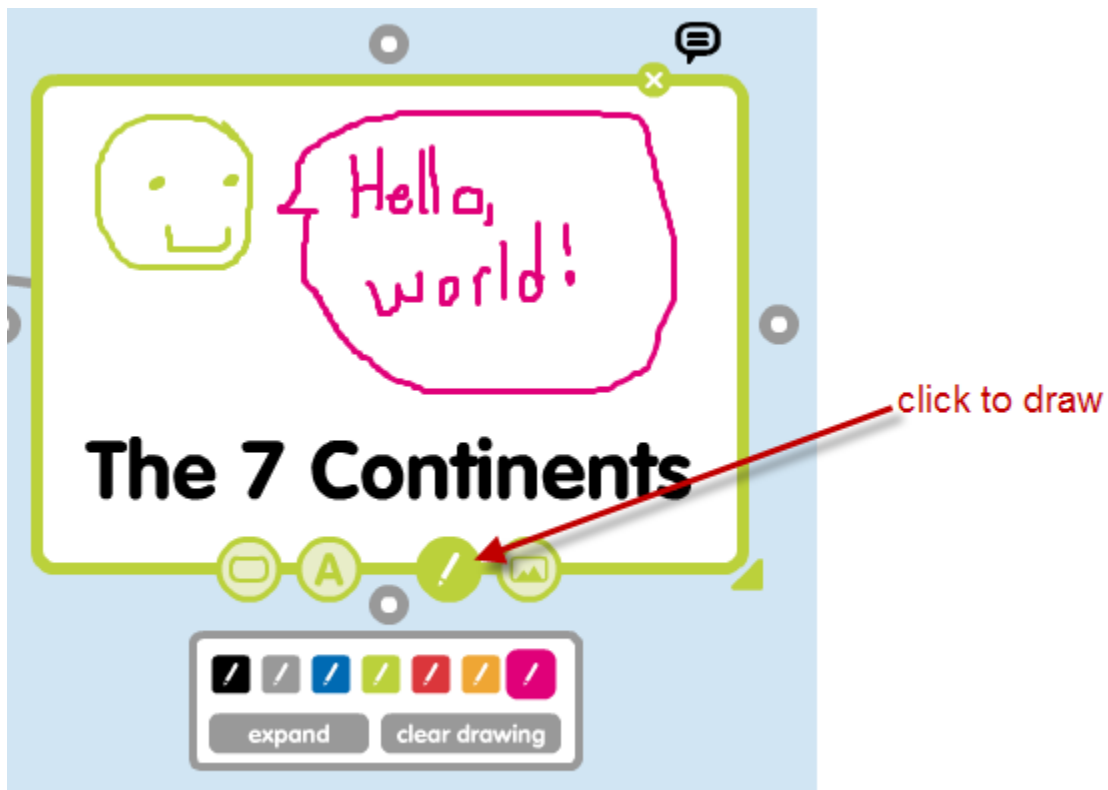 Hello,
world!
click to draw
The 7 Continents
A
expand
clear drawing